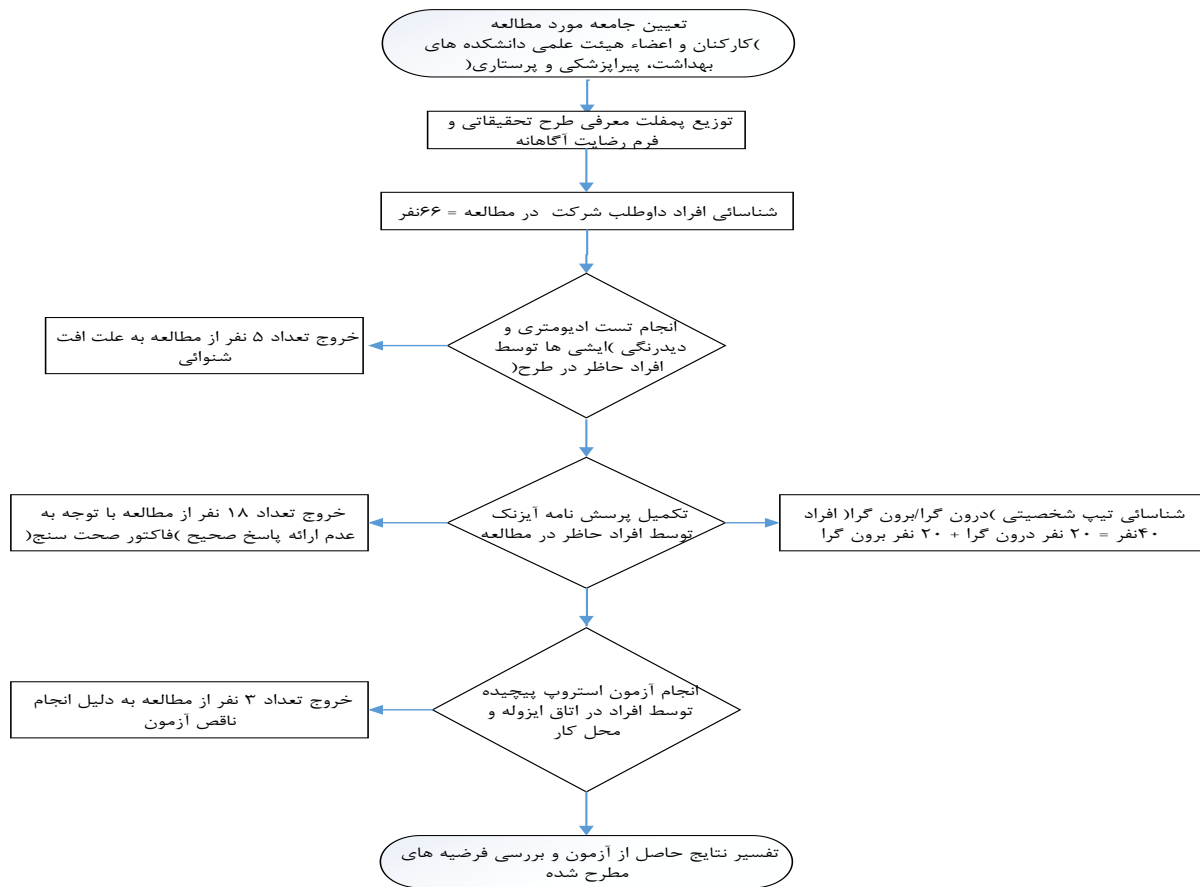 تعیین جامعه مورد مطالعه
)کارکنان و اعضاء هیئت علمی دانشکده های
بهداشت، پیراپزشکی و پرستاری(
توزیع پمفلت معرفی طرح تحقیقاتی و
فرم رضایت آگاهانه
شناسائی افراد داوطلب شرکت در مطالعه = ۶۶نفر
انجام تست ادیومتری و
دیدرنگی )ایشی ها توسط
افراد حاظر در طرح(
خروج تعداد ۵ نفر از مطالعه به علت افت
شنوائی
تکمیل پرسش نامه آیزنک
توسط افراد حاظر در مطالعه
شناسائی تیپ شخصیتی )درون گرا/برون گرا( افراد
۴۰نفر = ۲۰ نفر درون گرا + ۲۰ نفر برون گرا
خروج تعداد ۱۸ نفر از مطالعه با توجه به
عدم ارائه پاسخ صحیح )فاکتور صحت سنج(
انجام آزمون استروپ پیچیده
توسط افراد در اتاق ایزوله و
محل کار
خروج تعداد ۳ نفر از مطالعه به دلیل انجام
ناقص آزمون
تفسیر نتایج حاصل از آزمون و بررسی فرضیه های
مطرح شده